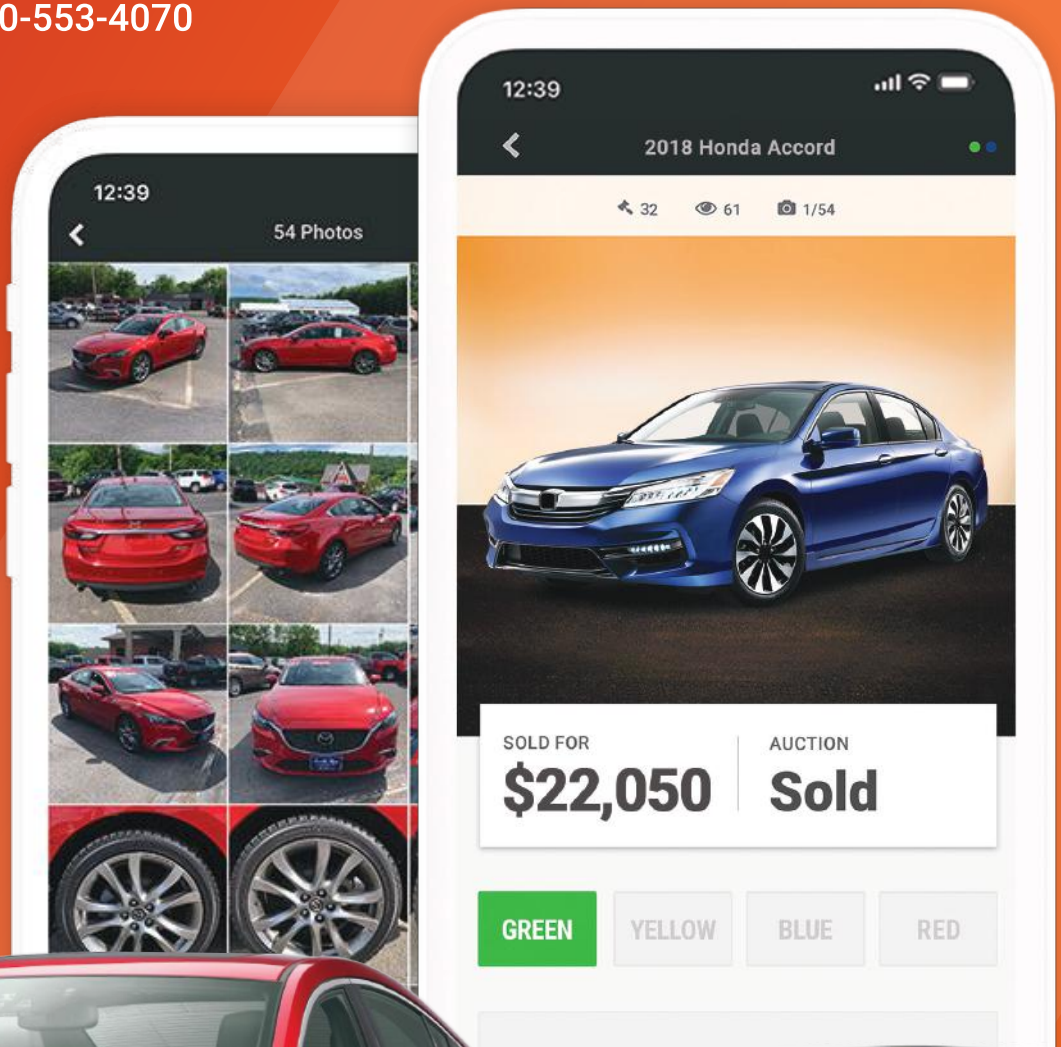 0-553-4070
12:39
54 Photos
12:39
2018 Honda Accord
32 61 1/54
SOLD FOR
$22,050
AUCTION
Sold
GREEN YELLOW BLUE RED